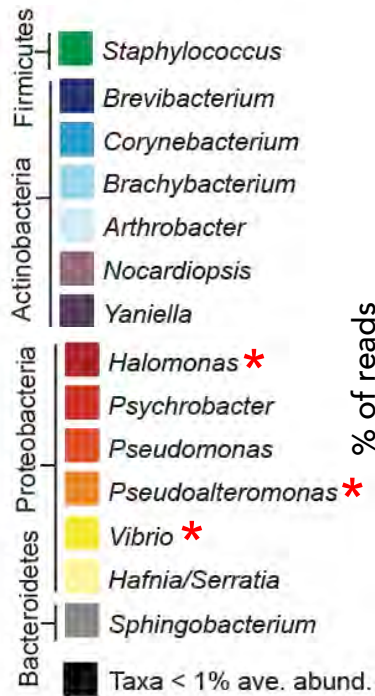 Firmicutes
Staphylococcus
Actinobacteria
Brevibacterium
Corynebacterium
Brachybacterium
Arthrobacter
Nocardiopsis
Yaniella
Proteobacteria
Halomonas *
Psychrobacter
Pseudomonas
Pseudoalteromonas *
Vibrio *
Hafnia/Serratia
Bacteroidetes
Sphingobacterium
Taxa < 1% ave. abund.
% of reads